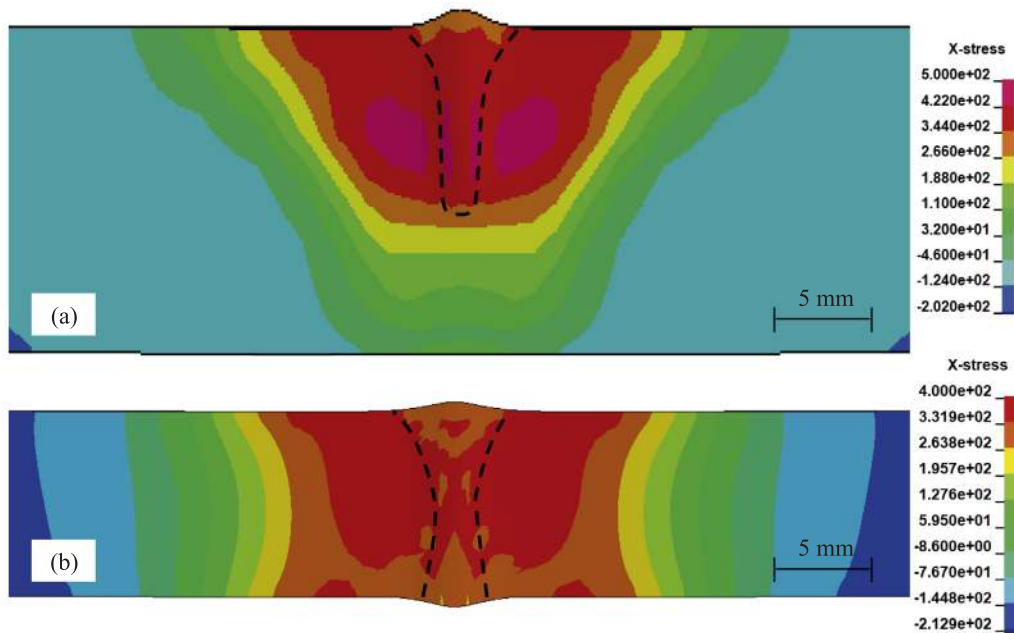 X-stress
5.000e+02
4.220e+02
3.440e+02
2.660e+02
1.880e+02
1.100e+02
3.200e+01
-4.600e+01
-1.240e+02
-2.020e+02
(a)
5 mm
X-stress
4.000e+02
3.319e+02
2.638e+02
1.957e+02
1.276e+02
5.950e+01
-8.600e+00
-7.670e+01
-1.448e+02
-2.129e+02
(b)
5 mm